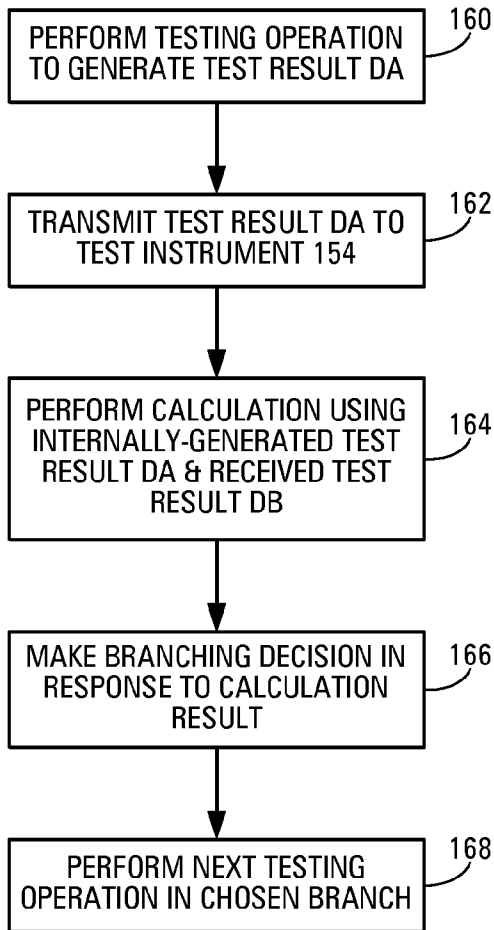 PERFORM TESTING OPERATION
TO GENERATE TEST RESULT DA
160
TRANSMIT TEST RESULT DA TO
TEST INSTRUMENT 154
162
PERFORM CALCULATION USING
INTERNALLY-GENERATED TEST
RESULT DA & RECEIVED TEST
RESULT DB
164
MAKE BRANCHING DECISION IN
RESPONSE TO CALCULATION
RESULT
166
PERFORM NEXT TESTING
OPERATION IN CHOSEN BRANCH
168